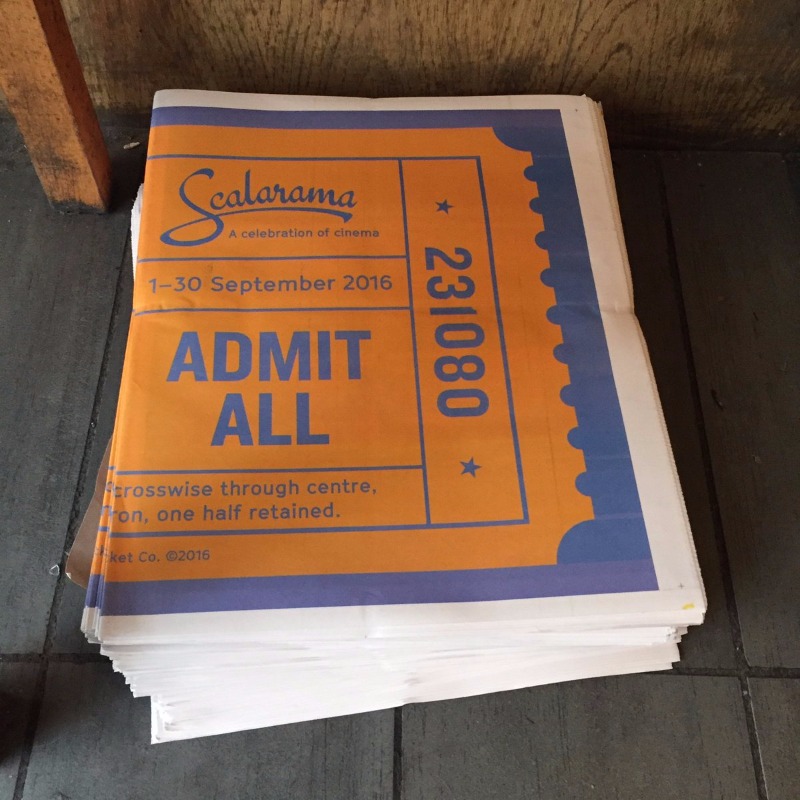 Scalarama
A celebration of cinema
1–30 September 2016
ADMIT
ALL
crosswise through centre,
one half retained.
Co. ©2016
231080